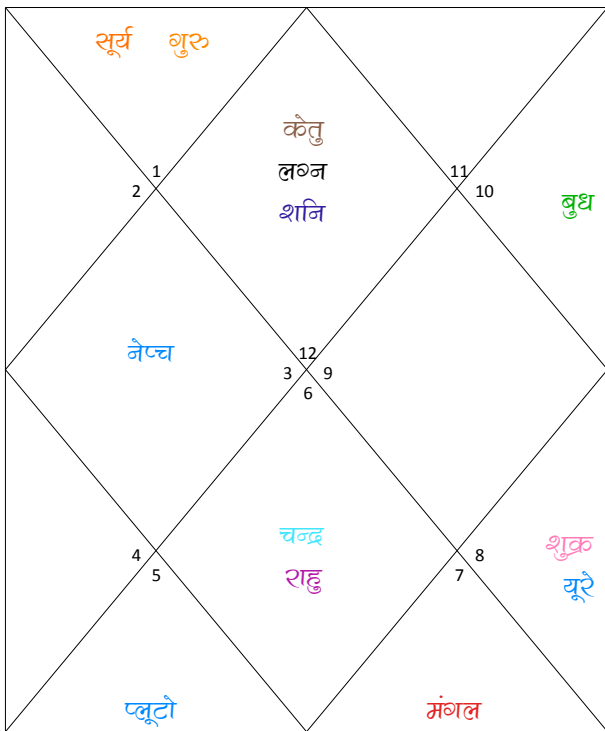 सूर्य गुरु
केतु
लग्न
शनि
1
2
11
10
बुध
नेप्च
12
3 9
6
चन्द्र
राहु
4
5
8
7
शुक्र
यूरे
प्लूटो
मंगल